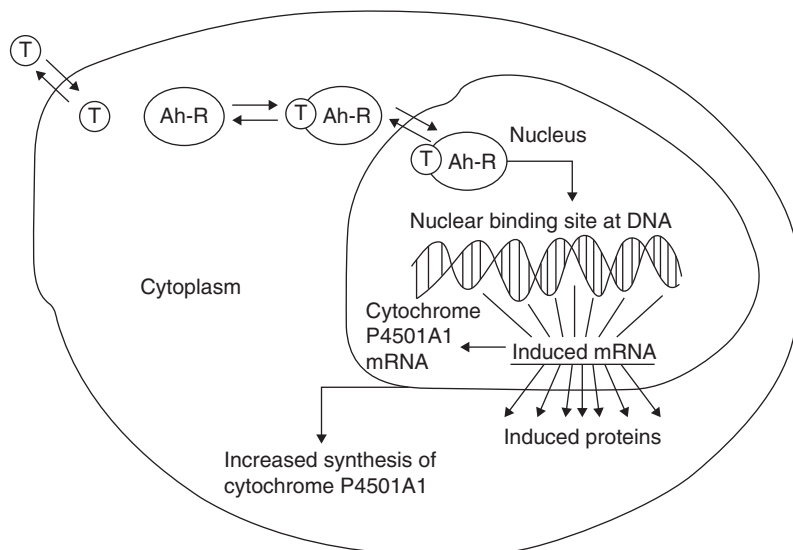 T
T
Ah-R
T
Ah-R
T
Ah-R
Nucleus
Nuclear binding site at DNA
Cytoplasm
Cytochrome
P4501A1
mRNA
Induced mRNA
Induced proteins
Increased synthesis of
cytochrome P4501A1